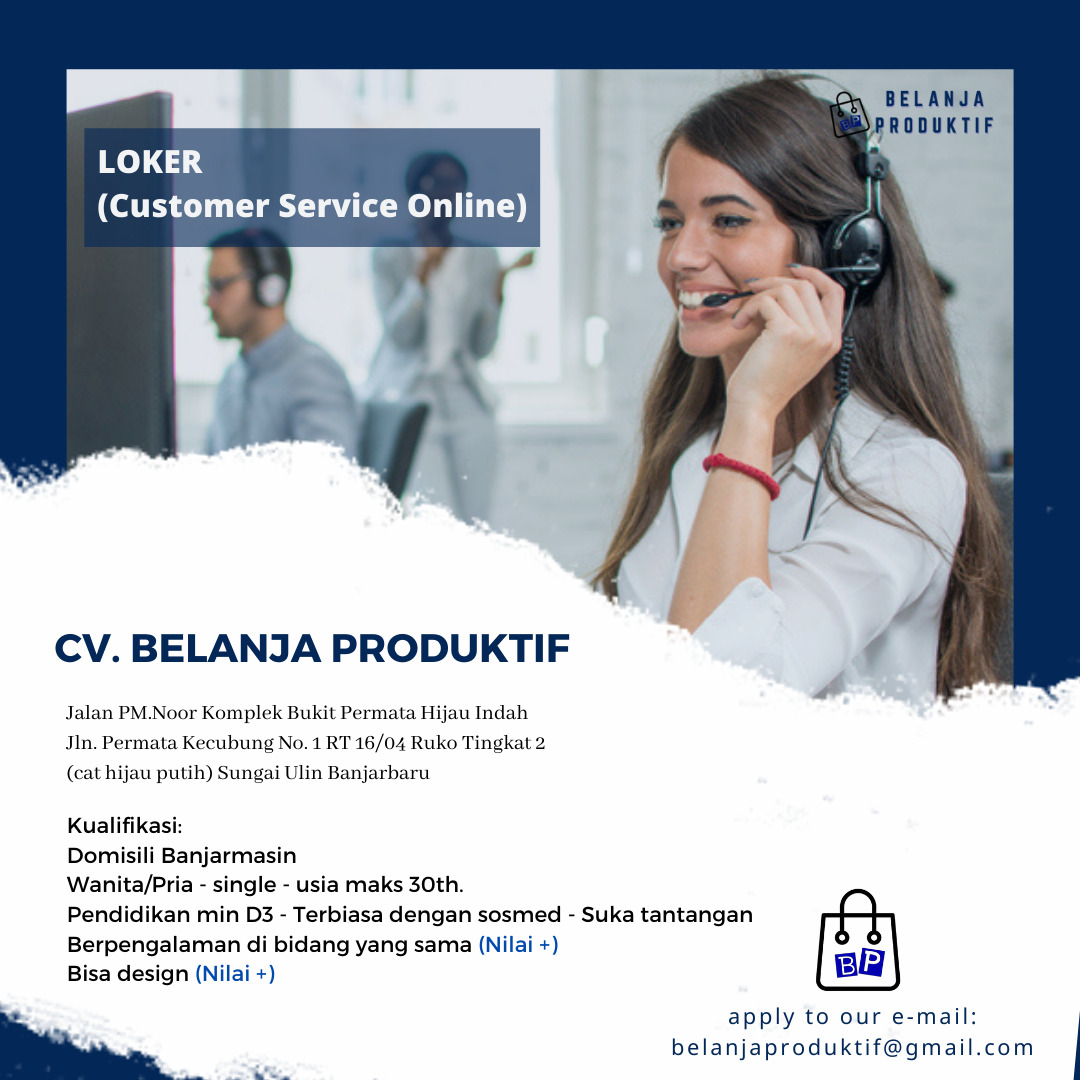 BELANJA
PRODUKTIF
BP
LOKER
(Customer Service Online)
CV. BELANJA PRODUKTIF
Jalan PM.Noor Komplek Bukit Permata Hijau Indah
Jln. Permata Kecubung No. 1 RT 16/04 Ruko Tingkat 2
(cat hijau putih) Sungai Ulin Banjarbaru
Kualifikasi:
Domisili Banjarmasin
Wanita/Pria - single - usia maks 30th.
Pendidikan min D3 - Terbiasa dengan sosmed - Suka tantangan
Berpengalaman di bidang yang sama (Nilai +)
Bisa design (Nilai +)
BP
apply to our e-mail:
belanjaproduktif@gmail.com